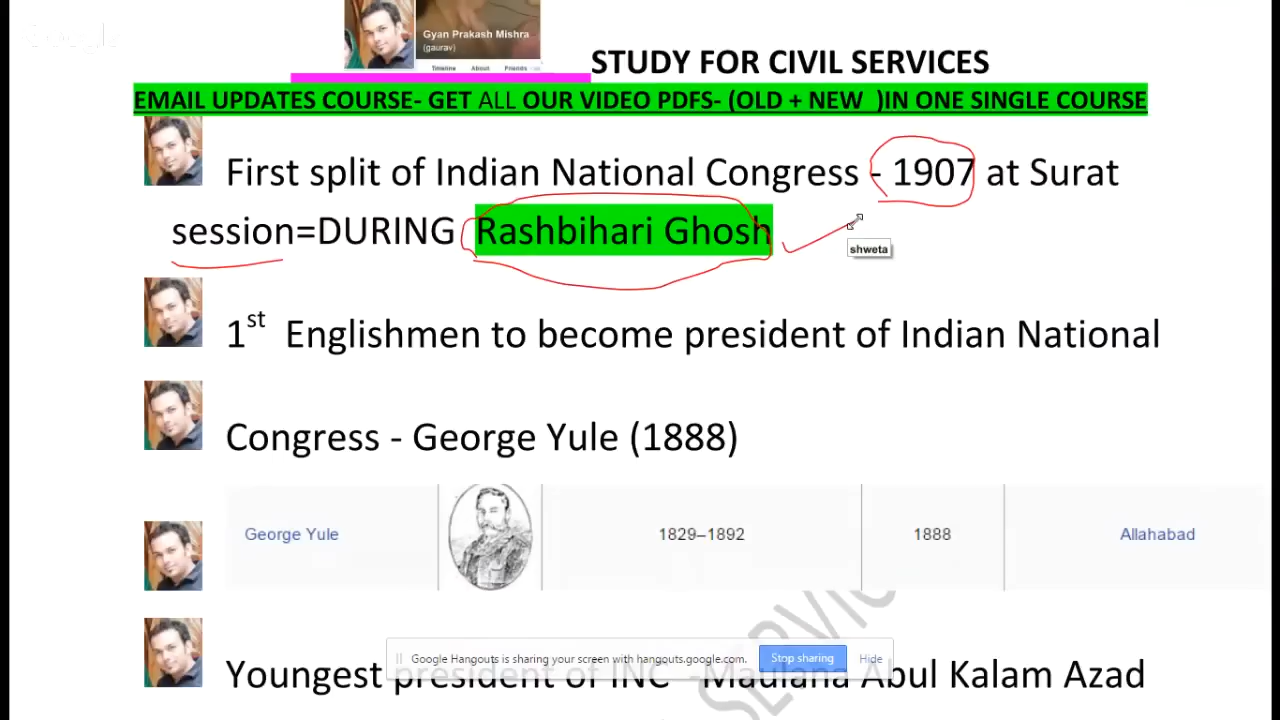 Google
Gyan Prakash Mishra
(gaurav)
Timeline About Friends
STUDY FOR CIVIL SERVICES
EMAIL UPDATES COURSE- GET ALL OUR VIDEO PDFS- (OLD + NEW )IN ONE SINGLE COURSE
First split of Indian National Congress - 1907 at Surat
session=DURING Rashbihari Ghosh
shweta
1st Englishmen to become president of Indian National
Congress - George Yule (1888)
George Yule 1829–1892 1888 Allahabad
SERVIC
Google Hangouts is sharing your screen with hangouts.google.com. Stop sharing Hide
Youngest president of INC -Maulana Abul Kalam Azad